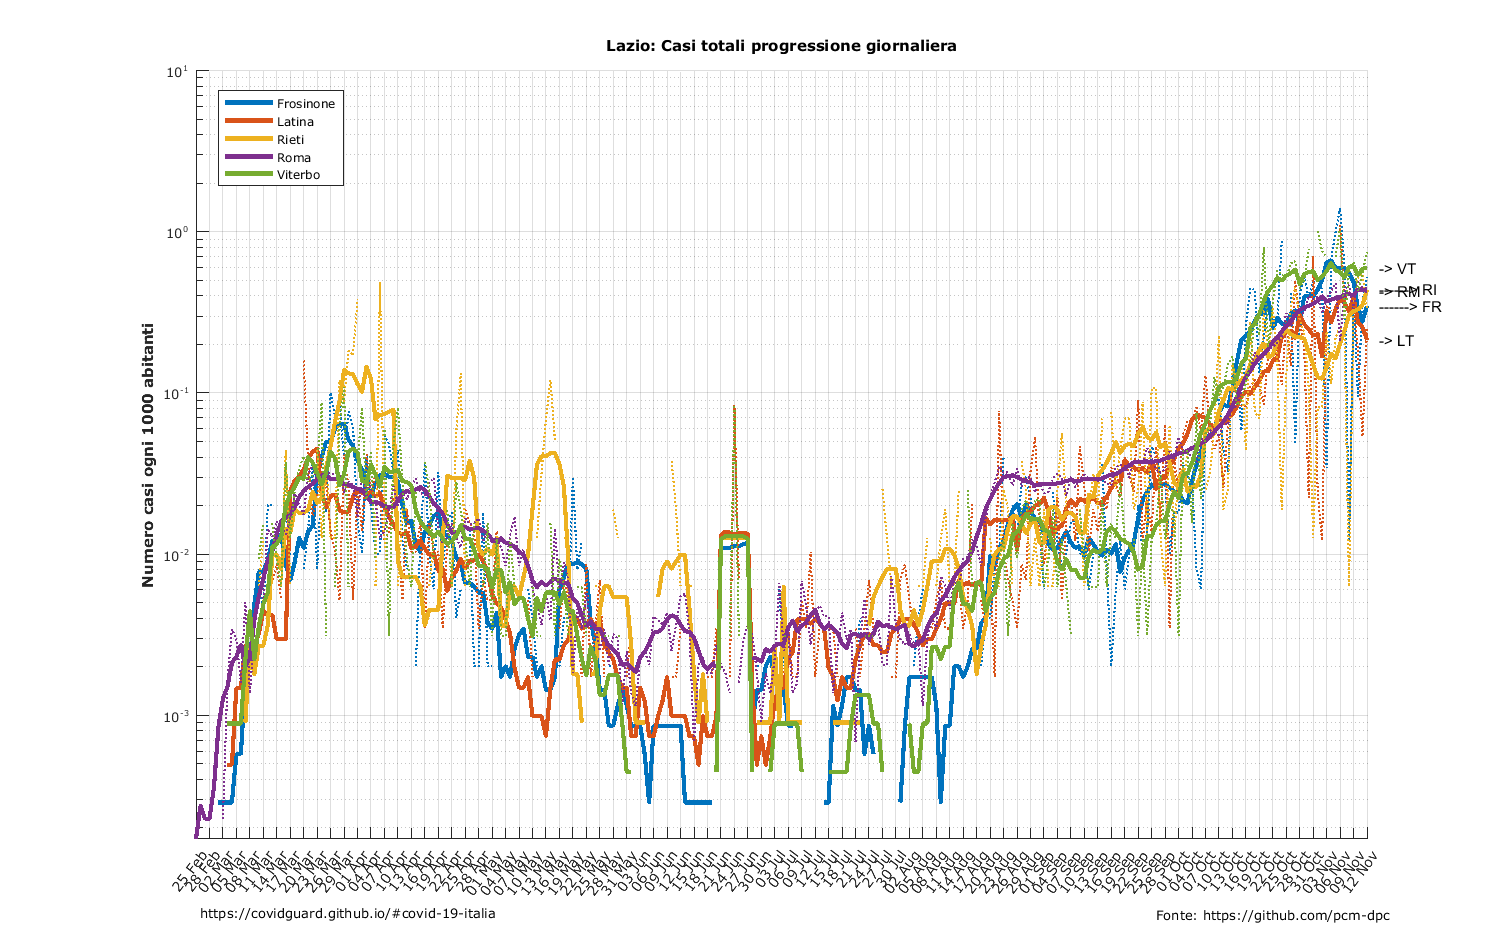 Lazio: Casi totali progressione giornaliera
Numero casi ogni 1000 abitanti
10¹
10⁰
10⁻¹
10⁻²
10⁻³
Frosinone
Latina
Rieti
Roma
Viterbo
-> VT
------> RI
-> RM
------> FR
-> LT
25 Feb
28 Feb
02 Mar
05 Mar
08 Mar
11 Mar
14 Mar
17 Mar
20 Mar
23 Mar
26 Mar
29 Mar
01 Apr
04 Apr
07 Apr
10 Apr
13 Apr
16 Apr
19 Apr
22 Apr
25 Apr
28 Apr
01 May
04 May
07 May
10 May
13 May
16 May
19 May
22 May
25 May
28 May
31 May
03 Jun
06 Jun
09 Jun
12 Jun
15 Jun
18 Jun
21 Jun
24 Jun
27 Jun
30 Jun
03 Jul
06 Jul
09 Jul
12 Jul
15 Jul
18 Jul
21 Jul
24 Jul
27 Jul
30 Jul
02 Aug
05 Aug
08 Aug
11 Aug
14 Aug
17 Aug
20 Aug
23 Aug
26 Aug
29 Aug
01 Sep
04 Sep
07 Sep
10 Sep
13 Sep
16 Sep
19 Sep
22 Sep
25 Sep
28 Sep
01 Oct
04 Oct
07 Oct
10 Oct
13 Oct
16 Oct
19 Oct
22 Oct
25 Oct
28 Oct
31 Oct
03 Nov
06 Nov
09 Nov
12 Nov
https://covidguard.github.io/#covid-19-italia
Fonte: https://github.com/pcm-dpc